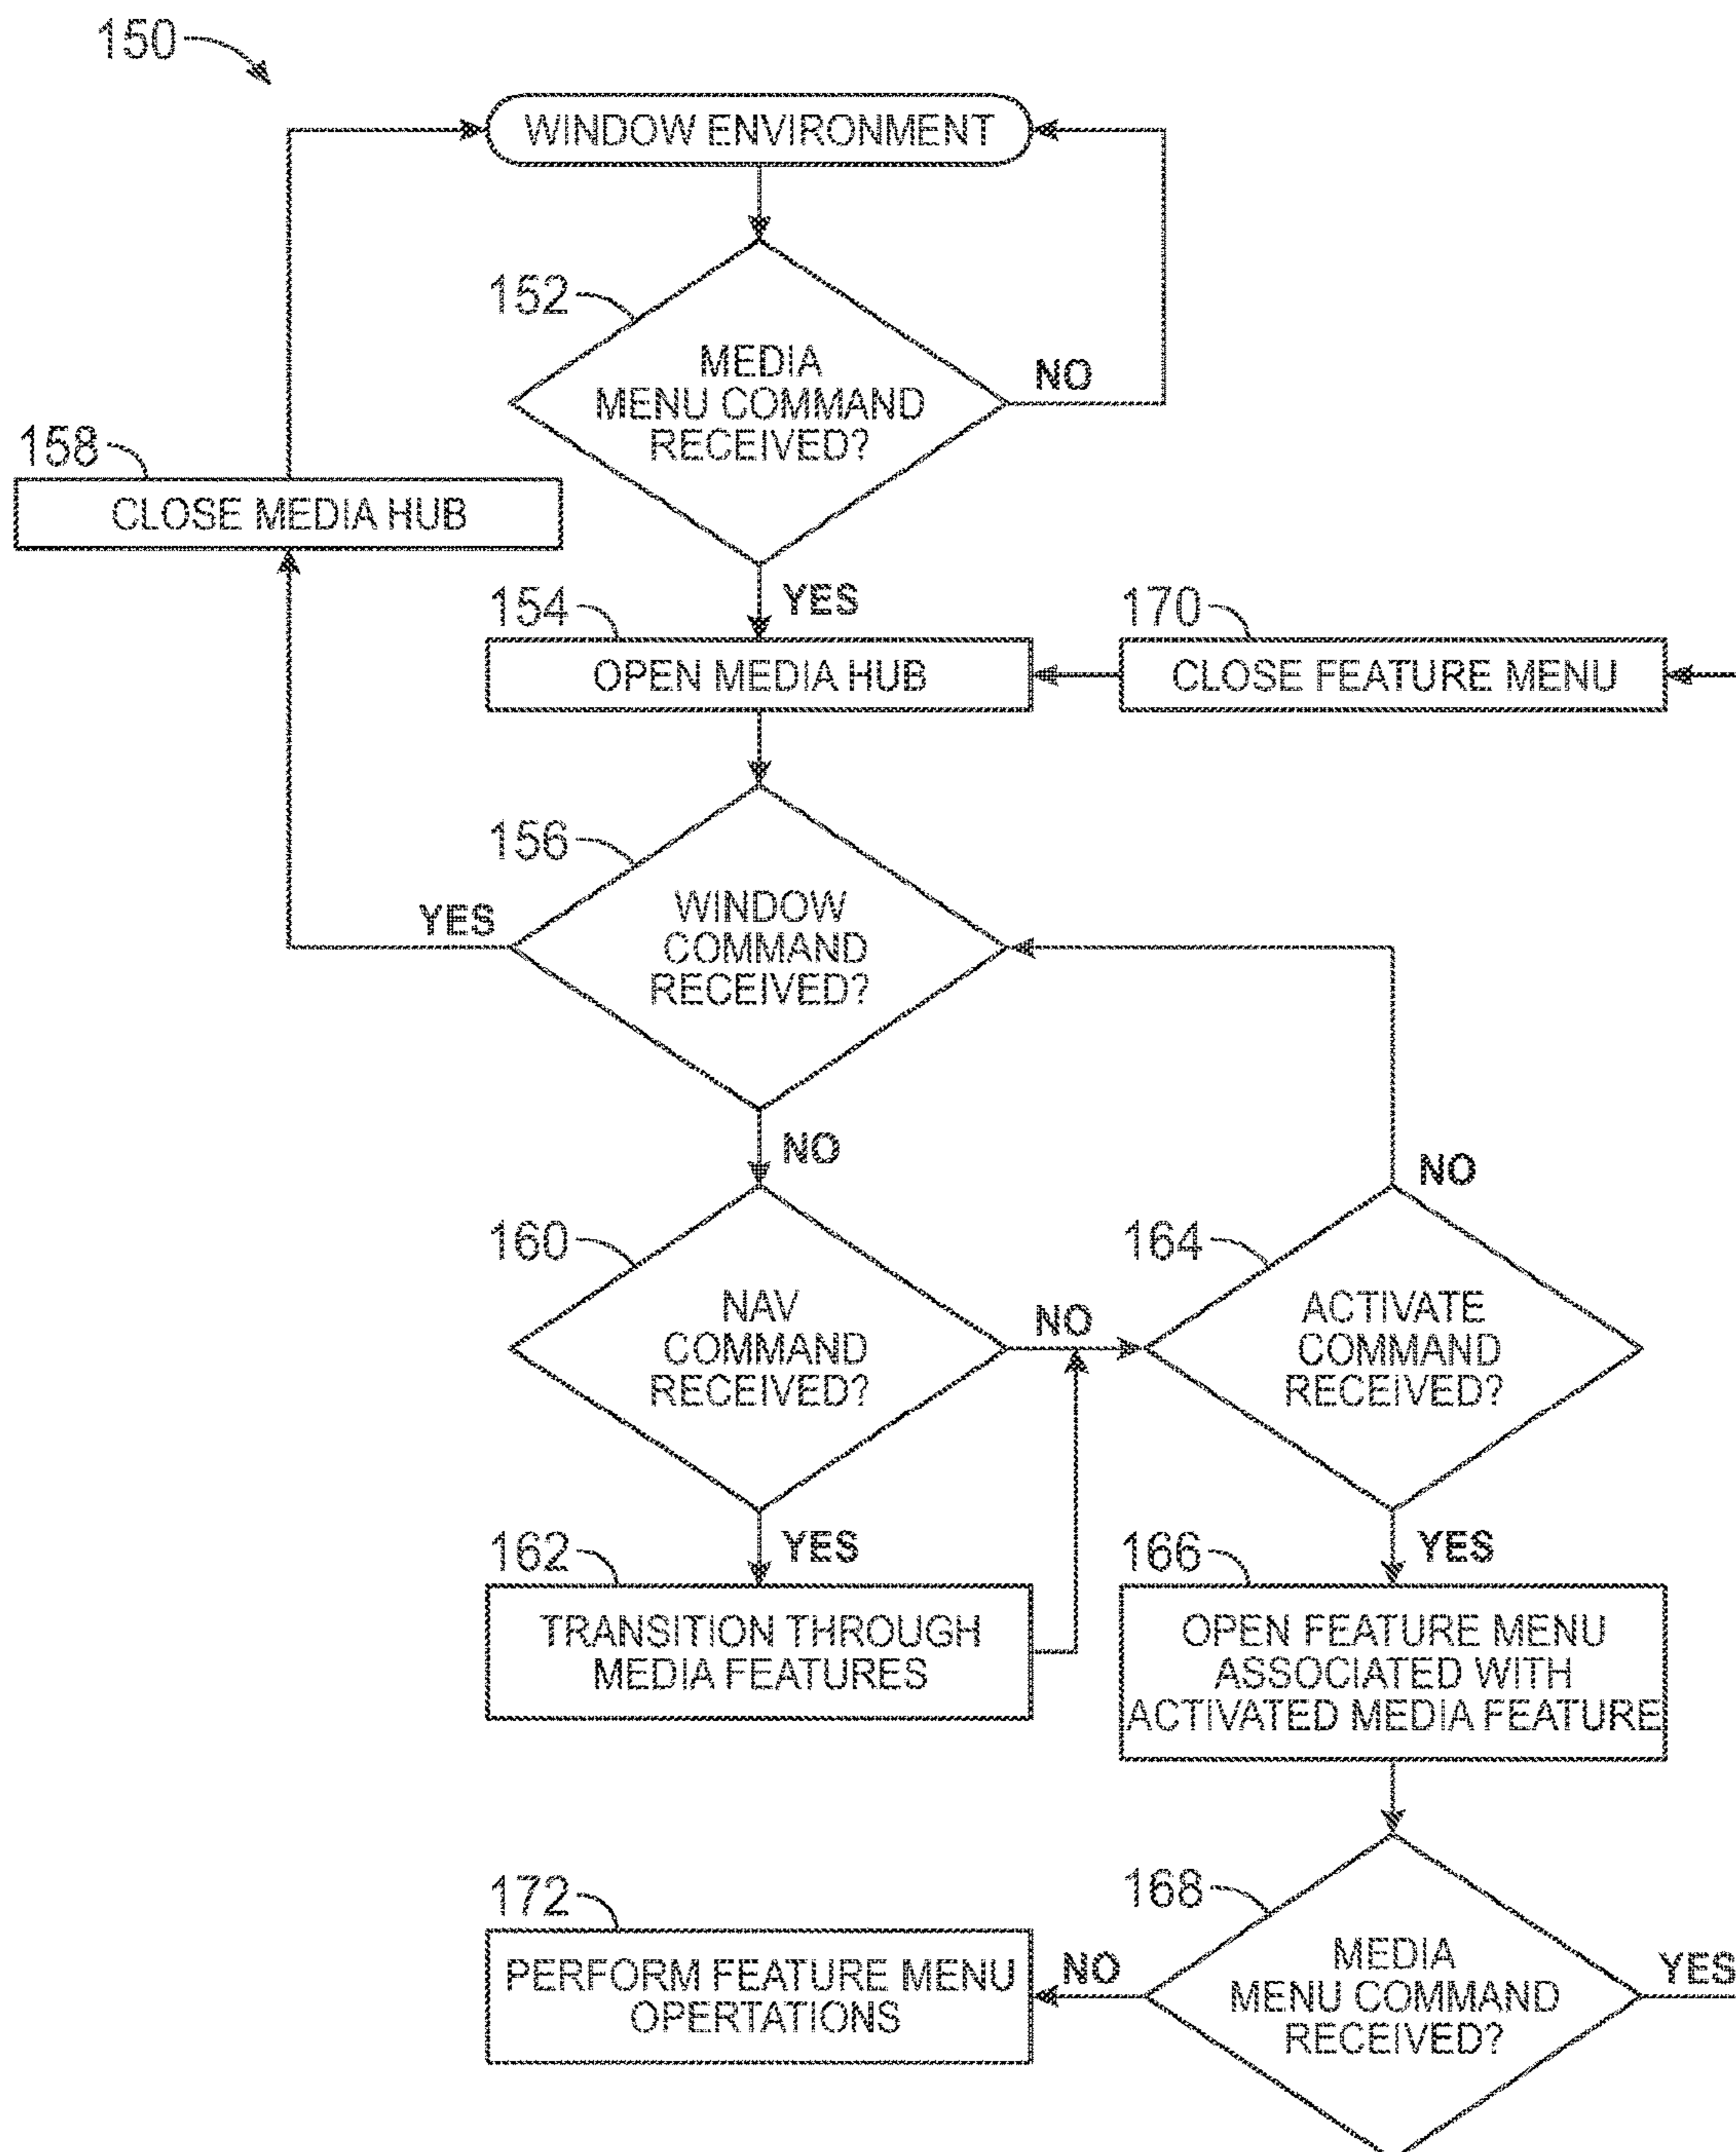 150
WINDOW ENVIRONMENT
152
MEDIA
MENU COMMAND
RECEIVED?
NO
158
CLOSE MEDIA HUB
YES
154
OPEN MEDIA HUB
170
CLOSE FEATURE MENU
156
WINDOW
COMMAND
RECEIVED?
YES
NO
160
NAV
COMMAND
RECEIVED?
NO
164
ACTIVATE
COMMAND
RECEIVED?
NO
YES
162
TRANSITION THROUGH
MEDIA FEATURES
YES
166
OPEN FEATURE MENU
ASSOCIATED WITH
ACTIVATED MEDIA FEATURE
168
MEDIA
MENU COMMAND
RECEIVED?
YES
NO
172
PERFORM FEATURE MENU
OPERTATIONS